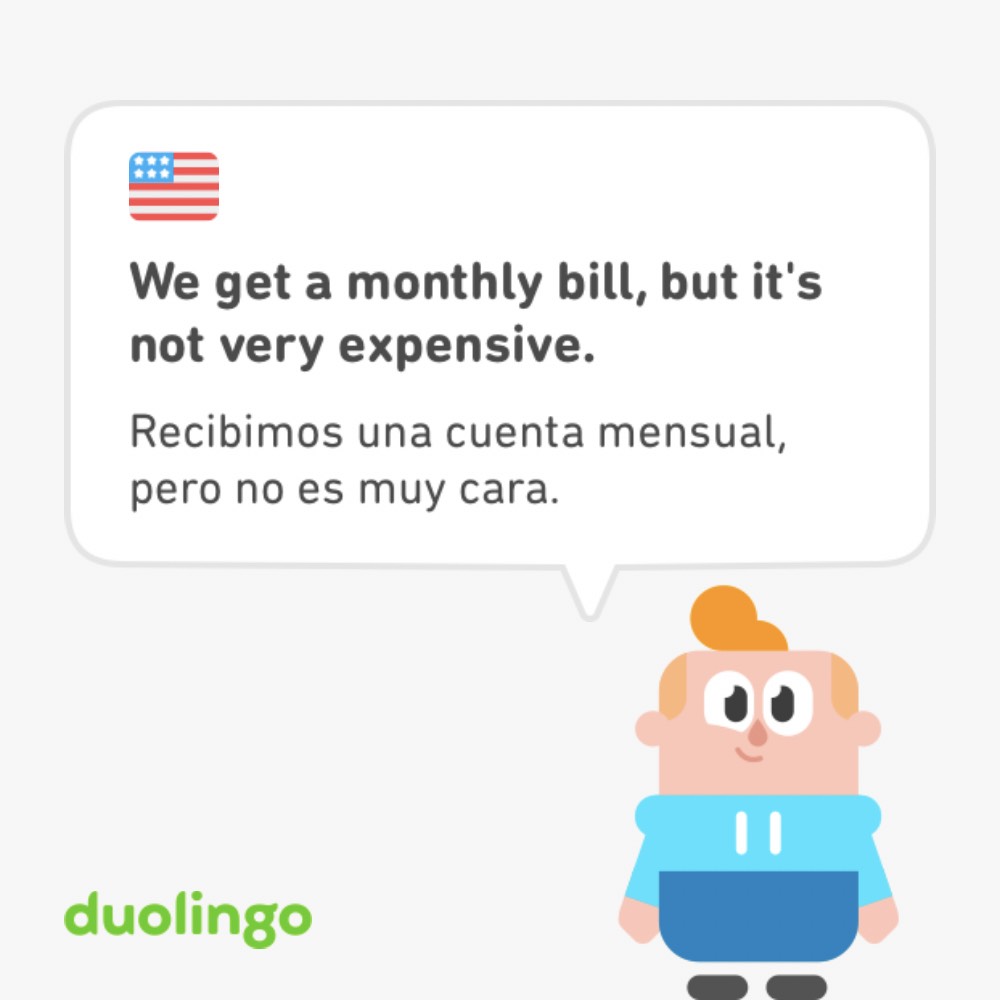 We get a monthly bill, but it's
not very expensive.
Recibimos una cuenta mensual,
pero no es muy cara.
duolingo